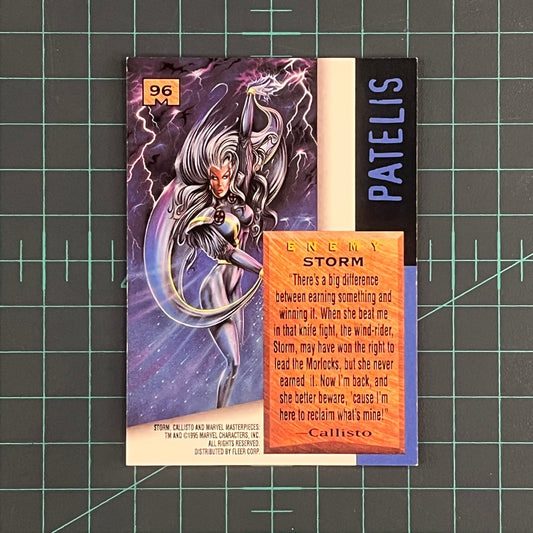 96
M
PATELIS
ENEMY
STORM
"There's a big difference
between earning something and
winning it. When she beat me
in that knife fight, the wind-rider,
Storm, may have won the right to
lead the Morlocks, but she never
earned it. Now I'm back, and
she better beware, 'cause I'm
here to reclaim what's mine!"
—Callisto
STORM, CALLISTO AND MARVEL MASTERPIECES:
TM AND ©1995 MARVEL CHARACTERS, INC.
ALL RIGHTS RESERVED.
DISTRIBUTED BY FLEER CORP.